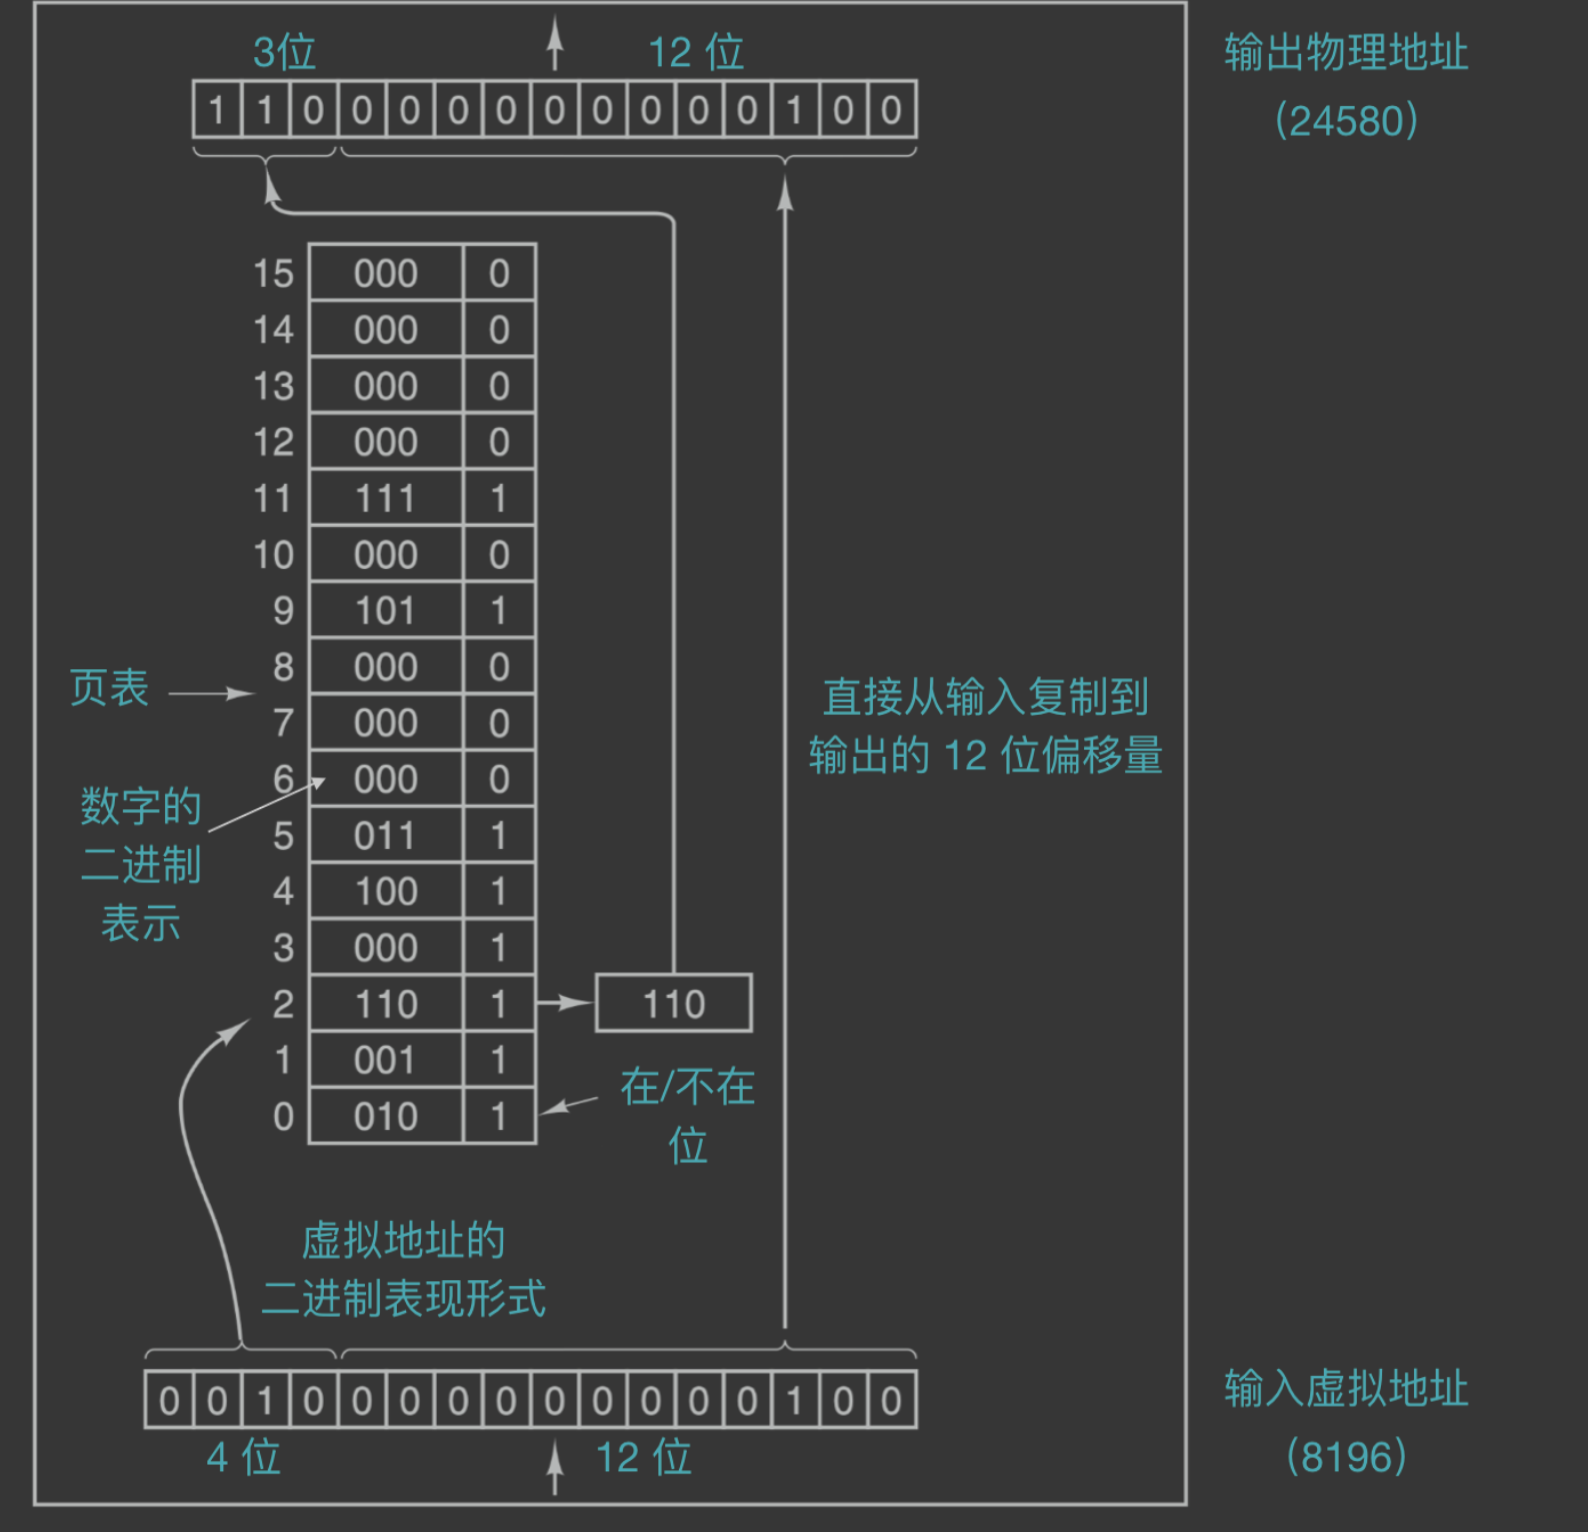 3位
12 位
输出物理地址
(24580)
1 1 0 0 0 0 0 0 0 0 0 0 1 0 0
15 000 0
14 000 0
13 000 0
12 000 0
11 111 1
10 000 0
9 101 1
8 000 0
页表
7 000 0
6 000 0
数字的
二进制
表示
5 011 1
4 100 1
3 000 1
2 110 1
110
1 001 1
0 010 1
在/不在
位
直接从输入复制到
输出的 12 位偏移量
虚拟地址的
二进制表现形式
0 0 1 0 0 0 0 0 0 0 0 0 0 1 0 0
4 位
12 位
输入虚拟地址
(8196)